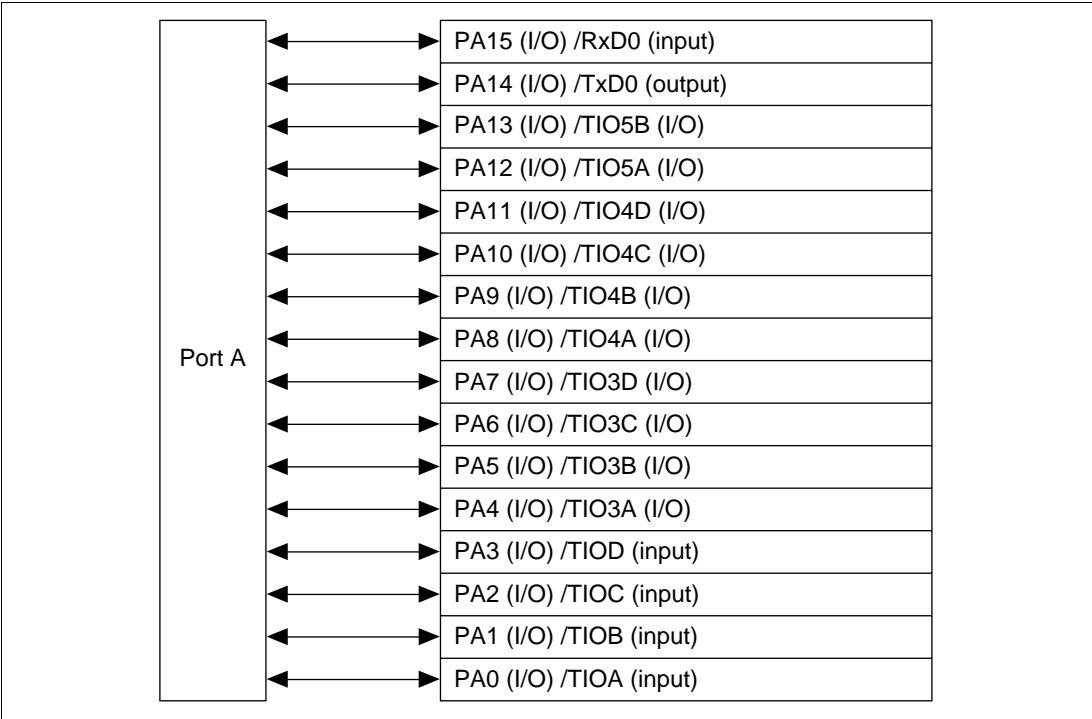 PA15 (I/O) /RxD0 (input)
PA14 (I/O) /TxD0 (output)
PA13 (I/O) /TIO5B (I/O)
PA12 (I/O) /TIO5A (I/O)
PA11 (I/O) /TIO4D (I/O)
PA10 (I/O) /TIO4C (I/O)
PA9 (I/O) /TIO4B (I/O)
PA8 (I/O) /TIO4A (I/O)
Port A
PA7 (I/O) /TIO3D (I/O)
PA6 (I/O) /TIO3C (I/O)
PA5 (I/O) /TIO3B (I/O)
PA4 (I/O) /TIO3A (I/O)
PA3 (I/O) /TIOD (input)
PA2 (I/O) /TIOC (input)
PA1 (I/O) /TIOB (input)
PA0 (I/O) /TIOA (input)